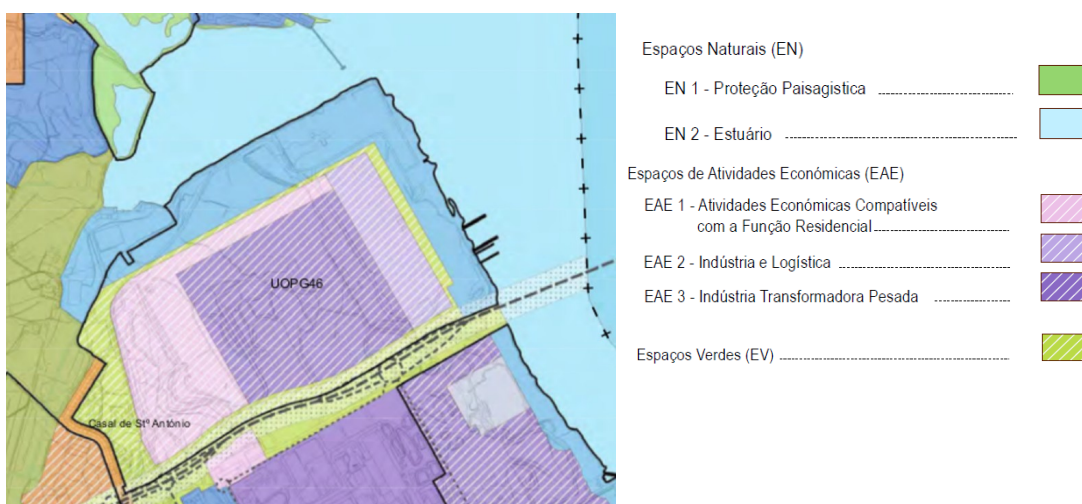 Espaços Naturais (EN)
EN 1 - Proteção Paisagistica
EN 2 - Estuário
Espaços de Atividades Económicas (EAE)
EAE 1 - Atividades Económicas Compatíveis
com a Função Residencial
EAE 2 - Indústria e Logística
EAE 3 - Indústria Transformadora Pesada
Espaços Verdes (EV)
UOPG46
Casal de Stº António